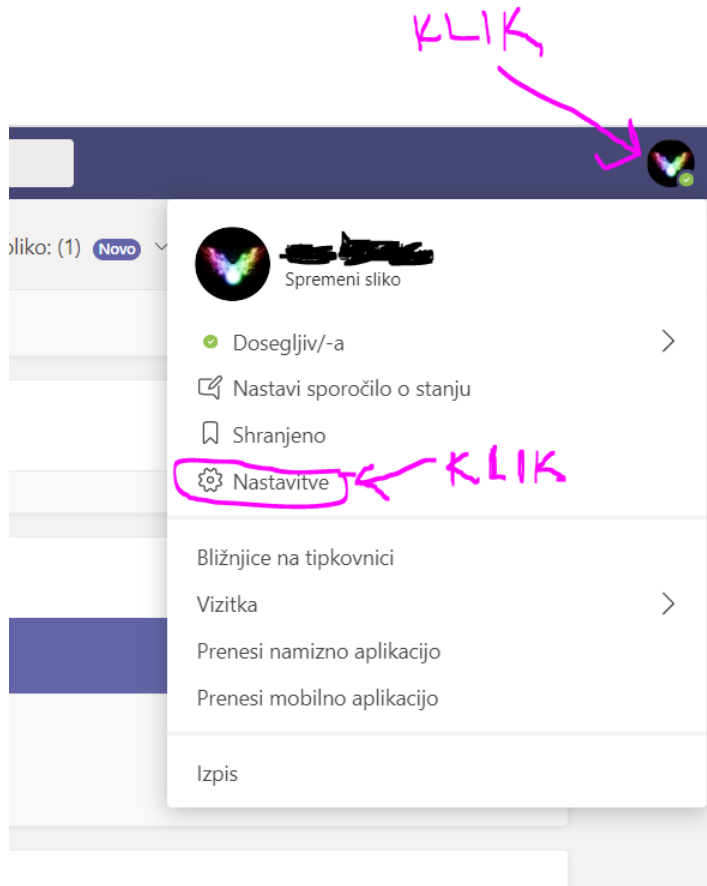 KLIK
oliko: (1) Novo
Spremeni sliko
Dosegljiv/-a
Nastavi sporočilo o stanju
Shranjeno
Nastavitve
KLIK
Bližnjice na tipkovnici
Vizitka
Prenesi namizno aplikacijo
Prenesi mobilno aplikacijo
Izpis